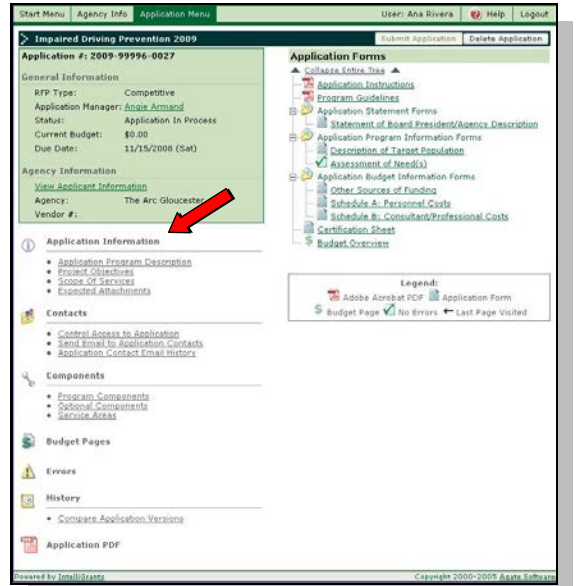 Start Menu Agency Info Application Menu User: Ana Rivera Help Logout
Impaired Driving Prevention 2009 Submit Application Delete Application
Application #: 2009-99996-0027
General Information
RFP Type: Competitive
Application Manager: Angie Armand
Status: Application In Process
Current Budget: $0.00
Due Date: 11/15/2008 (Sat)
Agency Information
View Applicant Information
Agency: The Arc Gloucester
Vendor #:
Application Information
Application Program Description
Project Objectives
Scope Of Services
Expected Attachments
Contacts
Control Access to Application
Send Email to Application Contacts
Application Contact Email History
Components
Program Components
Optional Components
Service Areas
Budget Pages
Errors
History
Compare Application Versions
Application PDF
Application Forms
Collapse Entire Tree
Application Instructions
Program Guidelines
Application Statement Forms
Statement of Board President/Agency Description
Application Program Information Forms
Description of Target Population
Assessment of Need(s)
Application Budget Information Forms
Other Sources of Funding
Schedule A: Personnel Costs
Schedule B: Consultant/Professional Costs
Certification Sheet
$ Budget Overview
Legend:
Adobe Acrobat PDF Application Form
$ Budget Page No Errors Last Page Visited
Powered by IntelliGrants Copyright 2000-2005 Agate Software